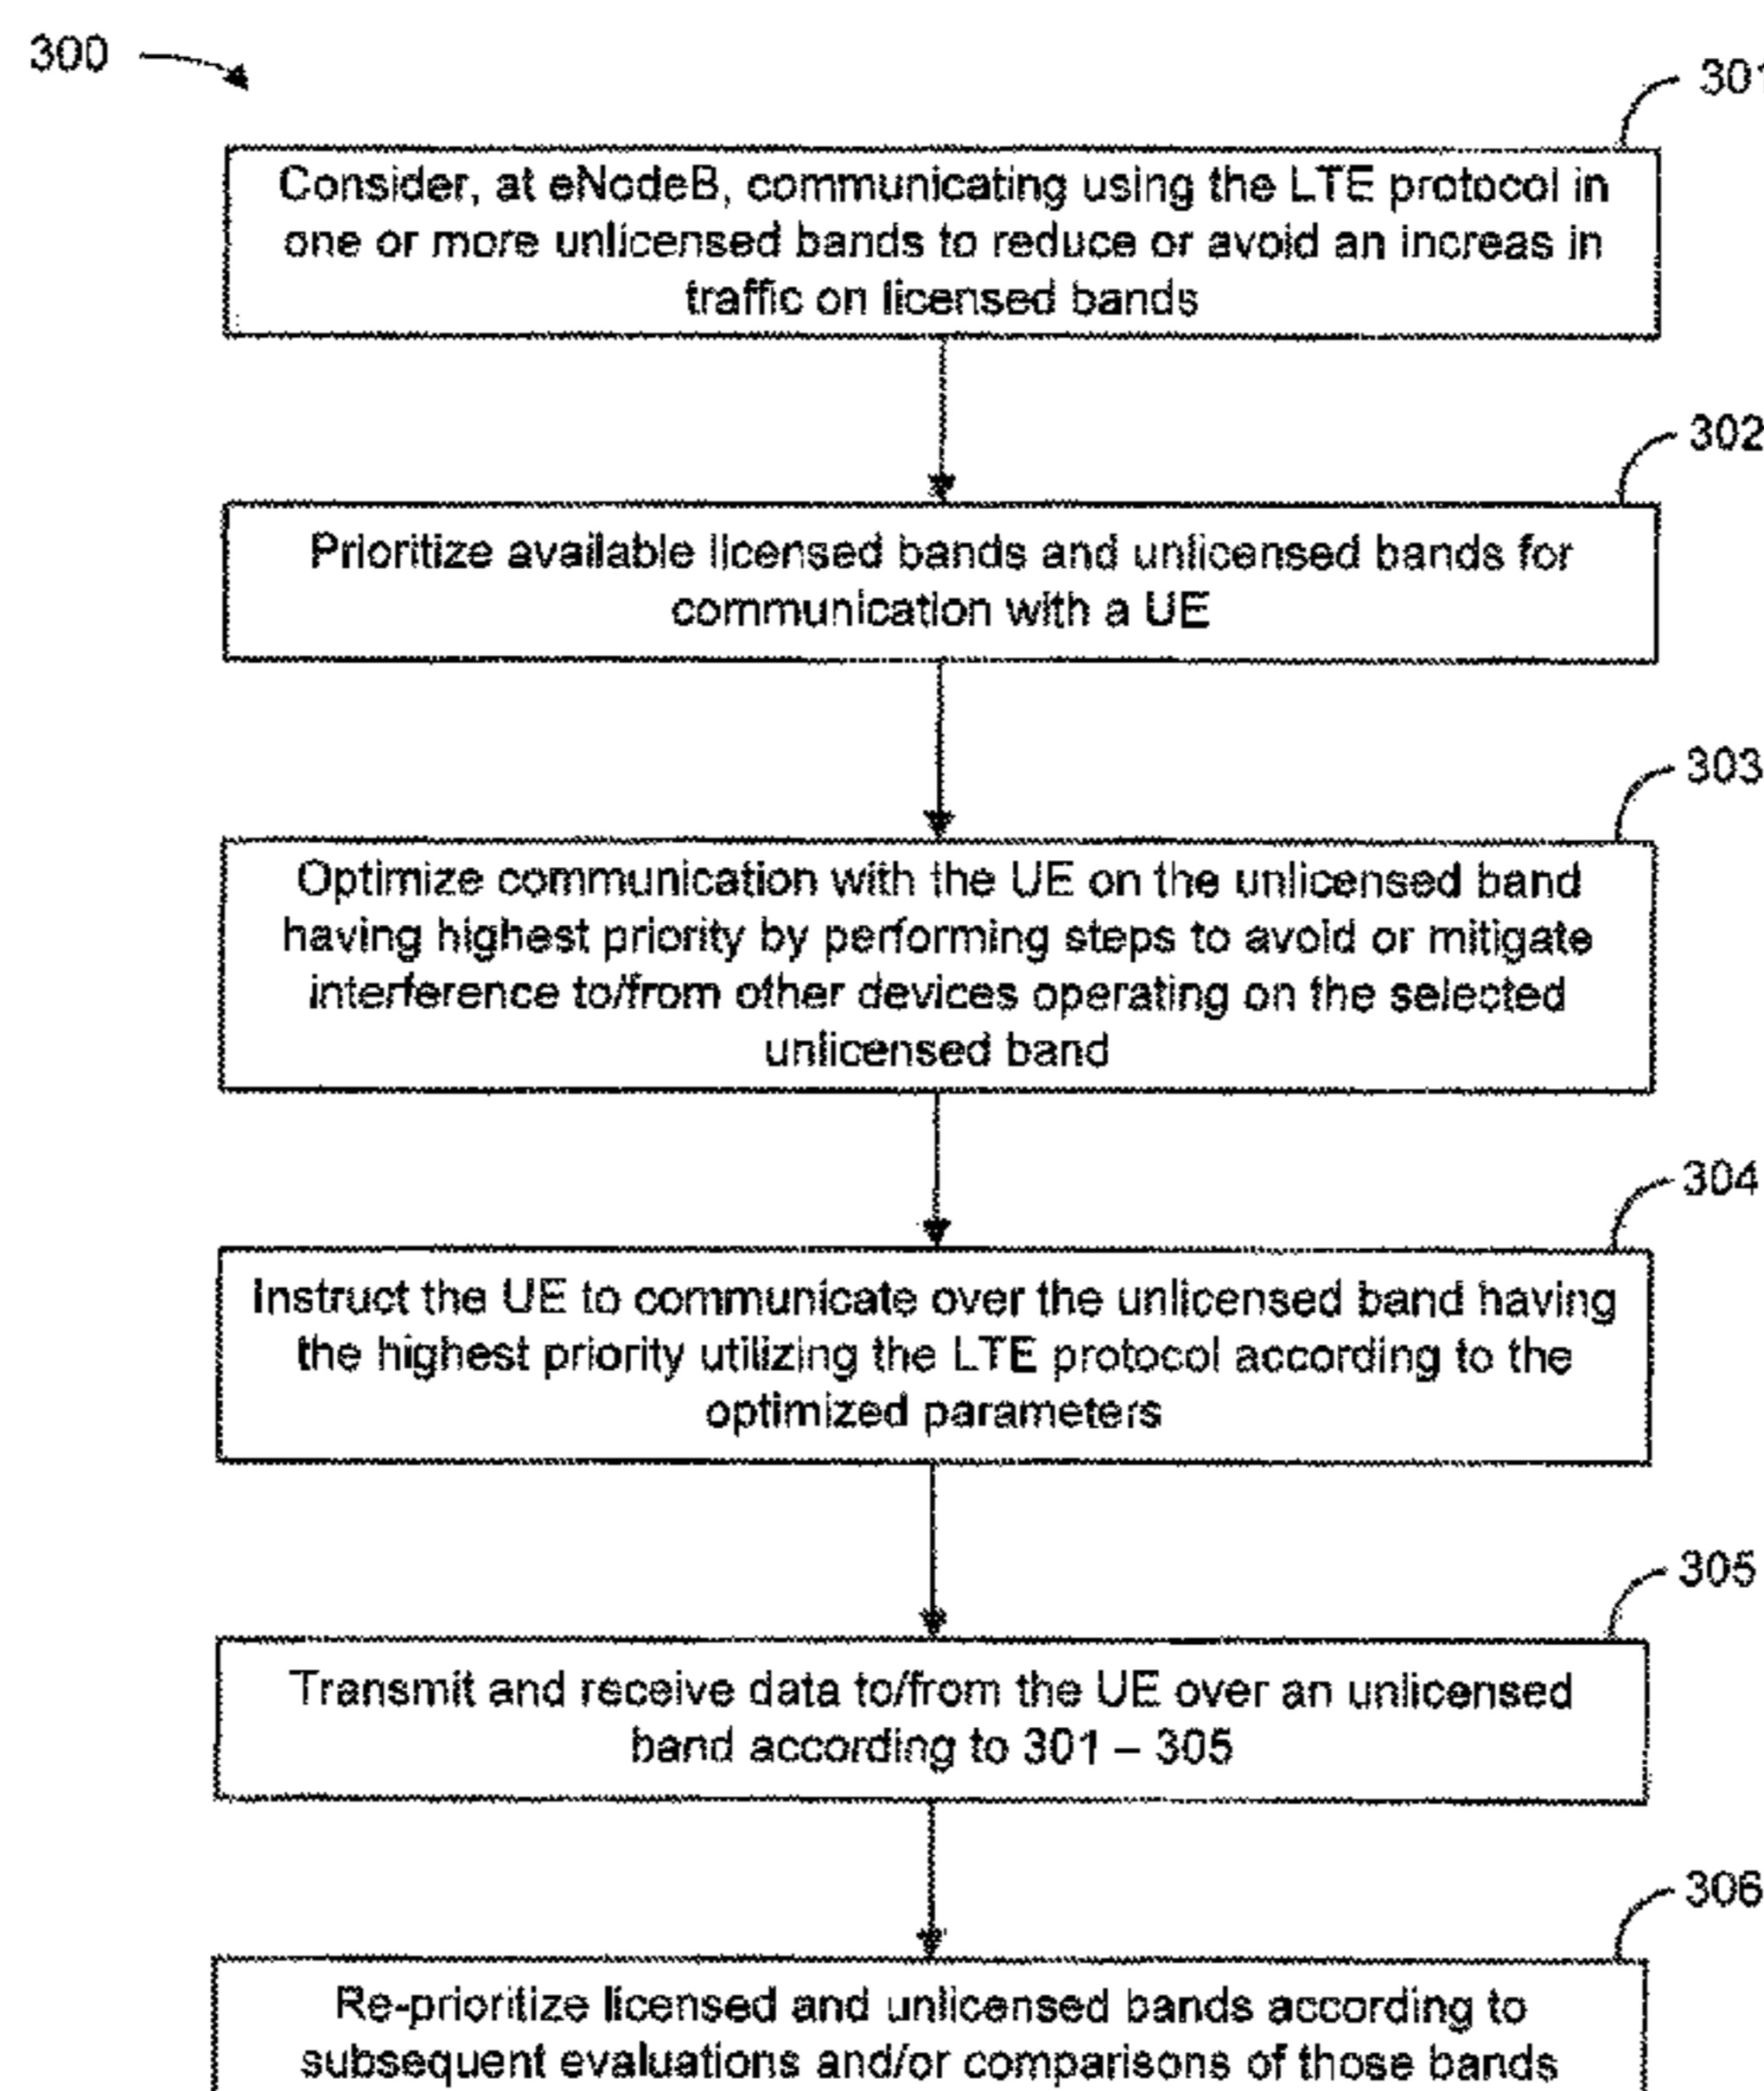 300
301
Consider, at eNodeB, communicating using the LTE protocol in
one or more unlicensed bands to reduce or avoid an increas in
traffic on licensed bands
302
Prioritize available licensed bands and unlicensed bands for
communication with a UE
303
Optimize communication with the UE on the unlicensed band
having highest priority by performing steps to avoid or mitigate
interference to/from other devices operating on the selected
unlicensed band
304
Instruct the UE to communicate over the unlicensed band having
the highest priority utilizing the LTE protocol according to the
optimized parameters
305
Transmit and receive data to/from the UE over an unlicensed
band according to 301 – 305
306
Re-prioritize licensed and unlicensed bands according to
subsequent evaluations and/or comparisons of those bands